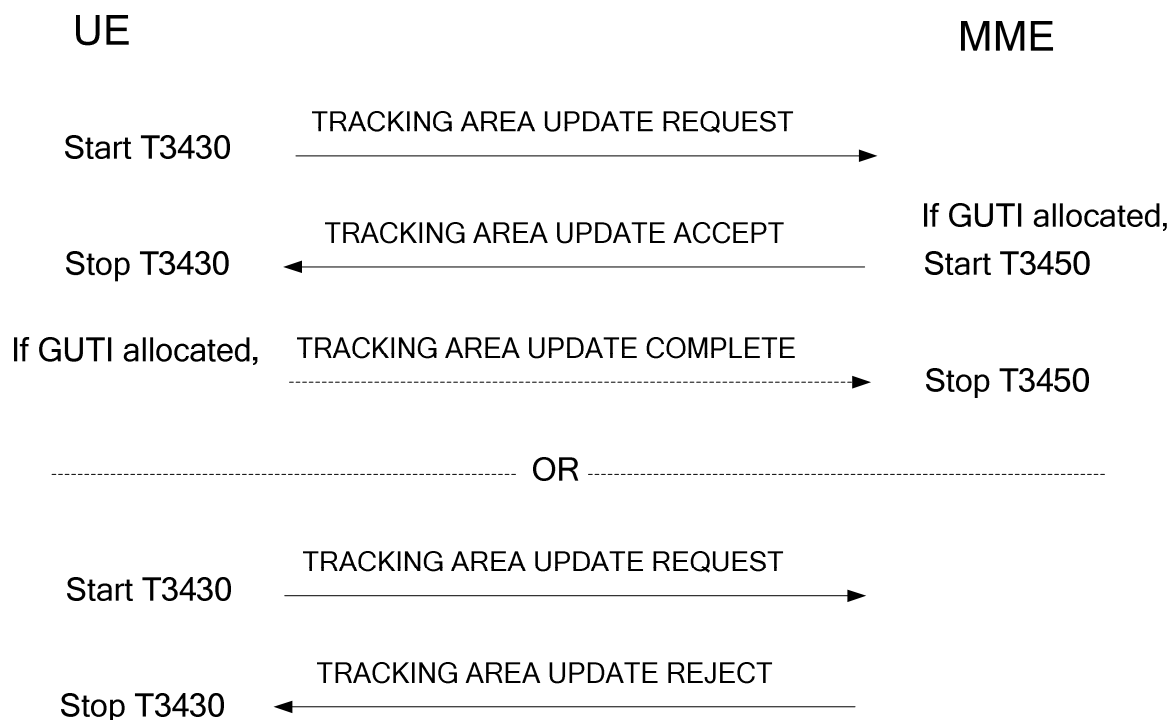 UE
MME
TRACKING AREA UPDATE REQUEST
Start T3430
If GUTI allocated,
TRACKING AREA UPDATE ACCEPT
Stop T3430
Start T3450
If GUTI allocated,
TRACKING AREA UPDATE COMPLETE
Stop T3450
OR
TRACKING AREA UPDATE REQUEST
Start T3430
TRACKING AREA UPDATE REJECT
Stop T3430